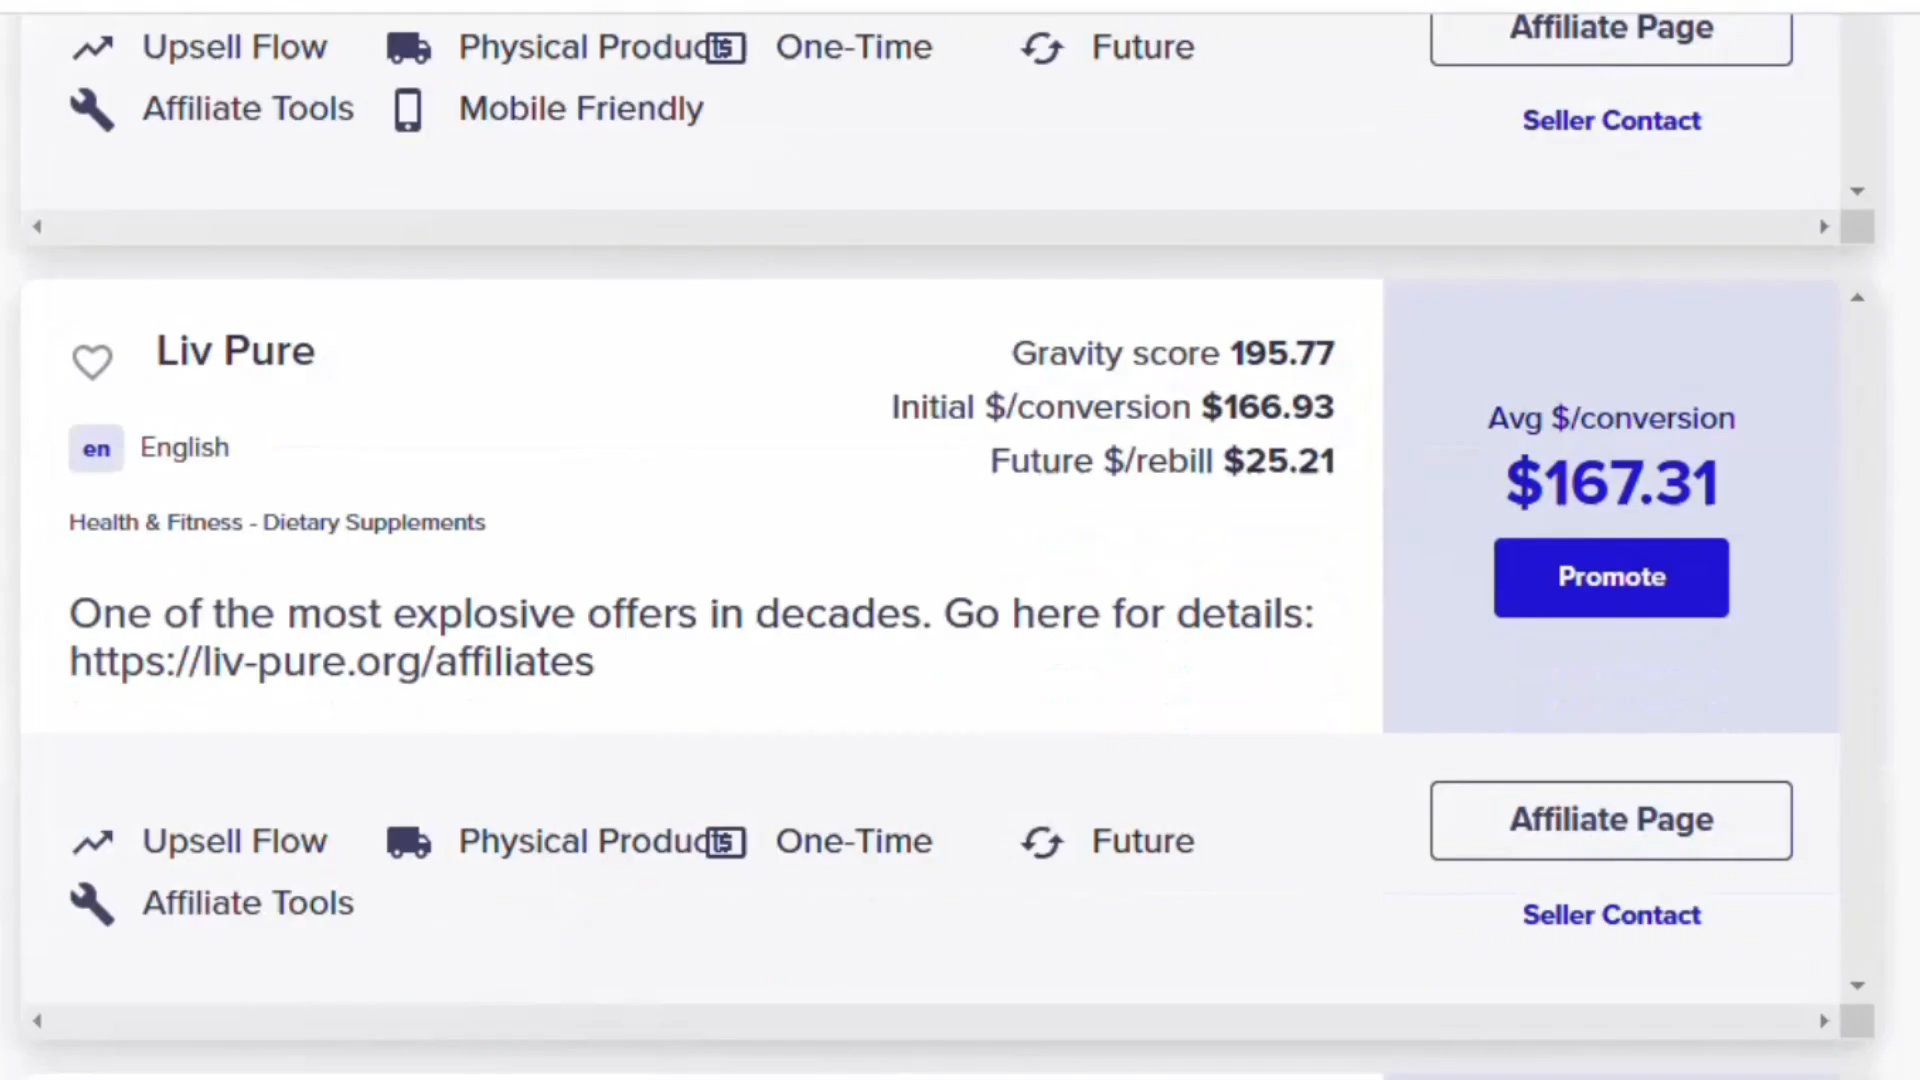 Affiliate Page
Upsell Flow
Physical Product
One-Time
Future
Affiliate Tools
Mobile Friendly
Seller Contact
Liv Pure
Gravity score 195.77
Initial $/conversion $166.93
Future $/rebill $25.21
en English
Health & Fitness - Dietary Supplements
One of the most explosive offers in decades. Go here for details:
https://liv-pure.org/affiliates
Avg $/conversion
$167.31
Promote
Upsell Flow
Physical Product
One-Time
Future
Affiliate Tools
Affiliate Page
Seller Contact